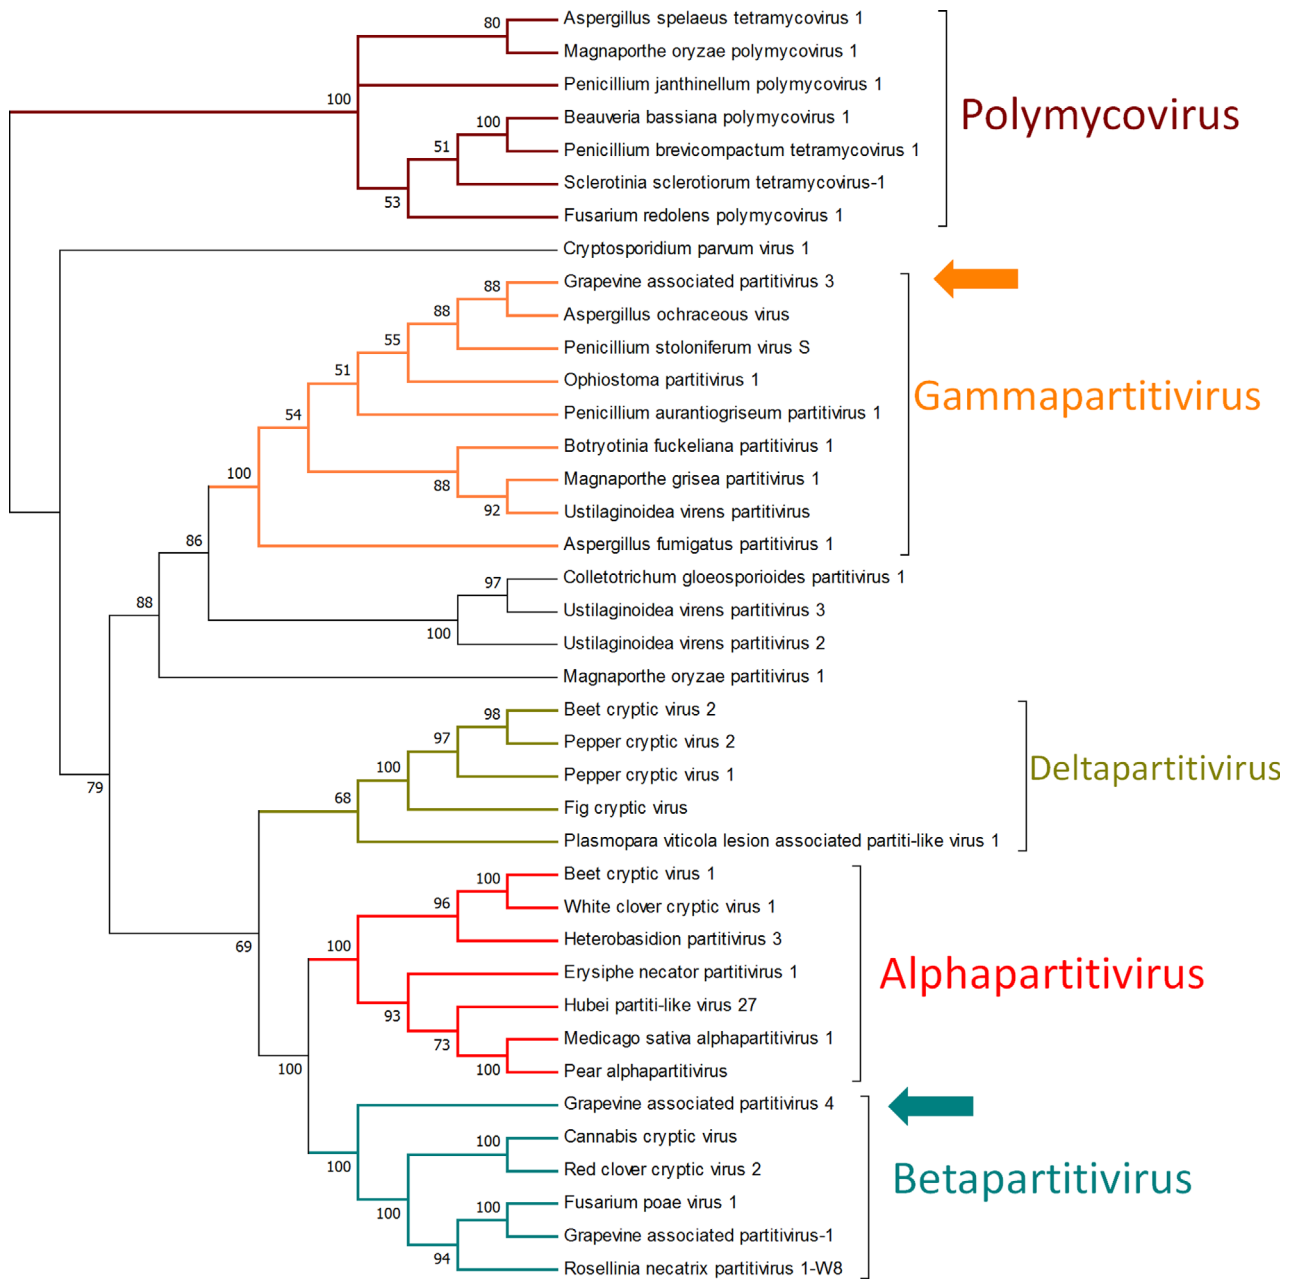 Aspergillus spelaeus tetramycovirus 1
80
Magnaporthe oryzae polymycovirus 1
Penicillium janthinellum polymycovirus 1
100
Polymycovirus
Beauveria bassiana polymycovirus 1
100
51
Penicillium brevicompactum tetramycovirus 1
Sclerotinia sclerotiorum tetramycovirus-1
53
Fusarium redolens polymycovirus 1
Cryptosporidium parvum virus 1
Grapevine associated partitivirus 3
88
Aspergillus ochraceous virus
88
Penicillium stoloniferum virus S
55
Ophiostoma partitivirus 1
51
Gammapartitivirus
Penicillium aurantiogriseum partitivirus 1
54
Botryotinia fuckeliana partitivirus 1
100
Magnaporthe grisea partitivirus 1
88
Ustilaginoidea virens partitivirus
92
Aspergillus fumigatus partitivirus 1
86
Colletotrichum gloeosporioides partitivirus 1
97
Ustilaginoidea virens partitivirus 3
88
100
Ustilaginoidea virens partitivirus 2
Magnaporthe oryzae partitivirus 1
Beet cryptic virus 2
98
Pepper cryptic virus 2
97
Deltapartitivirus
Pepper cryptic virus 1
100
79
68
Fig cryptic virus
Plasmopara viticola lesion associated partiti-like virus 1
Beet cryptic virus 1
100
White clover cryptic virus 1
96
Heterobasidion partitivirus 3
100
69
Alphapartitivirus
Erysiphe necator partitivirus 1
Hubei partiti-like virus 27
93
Medicago sativa alphapartitivirus 1
73
Pear alphapartitivirus
100
100
Grapevine associated partitivirus 4
Cannabis cryptic virus
100
100
Red clover cryptic virus 2
Betapartitivirus
Fusarium poae virus 1
100
100
Grapevine associated partitivirus-1
94
Rosellinia necatrix partitivirus 1-W8